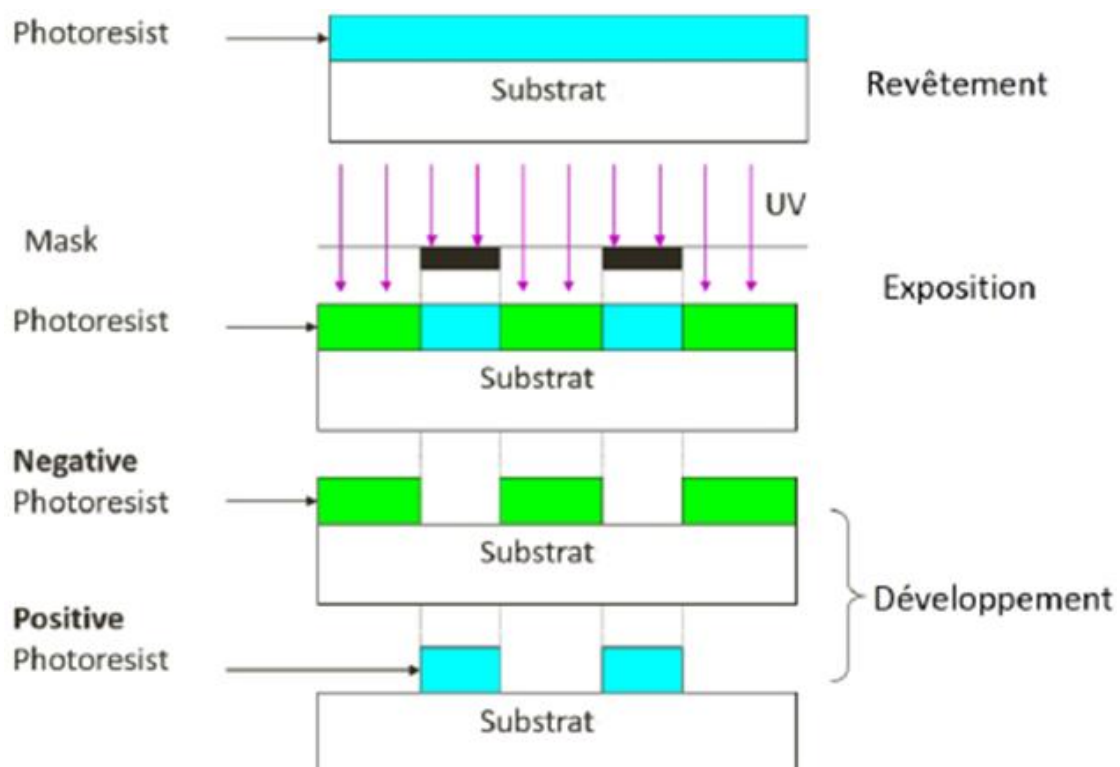 Photoresist
Substrat
Revêtement
UV
Mask
Exposition
Photoresist
Substrat
Negative
Photoresist
Substrat
Développement
Positive
Photoresist
Substrat